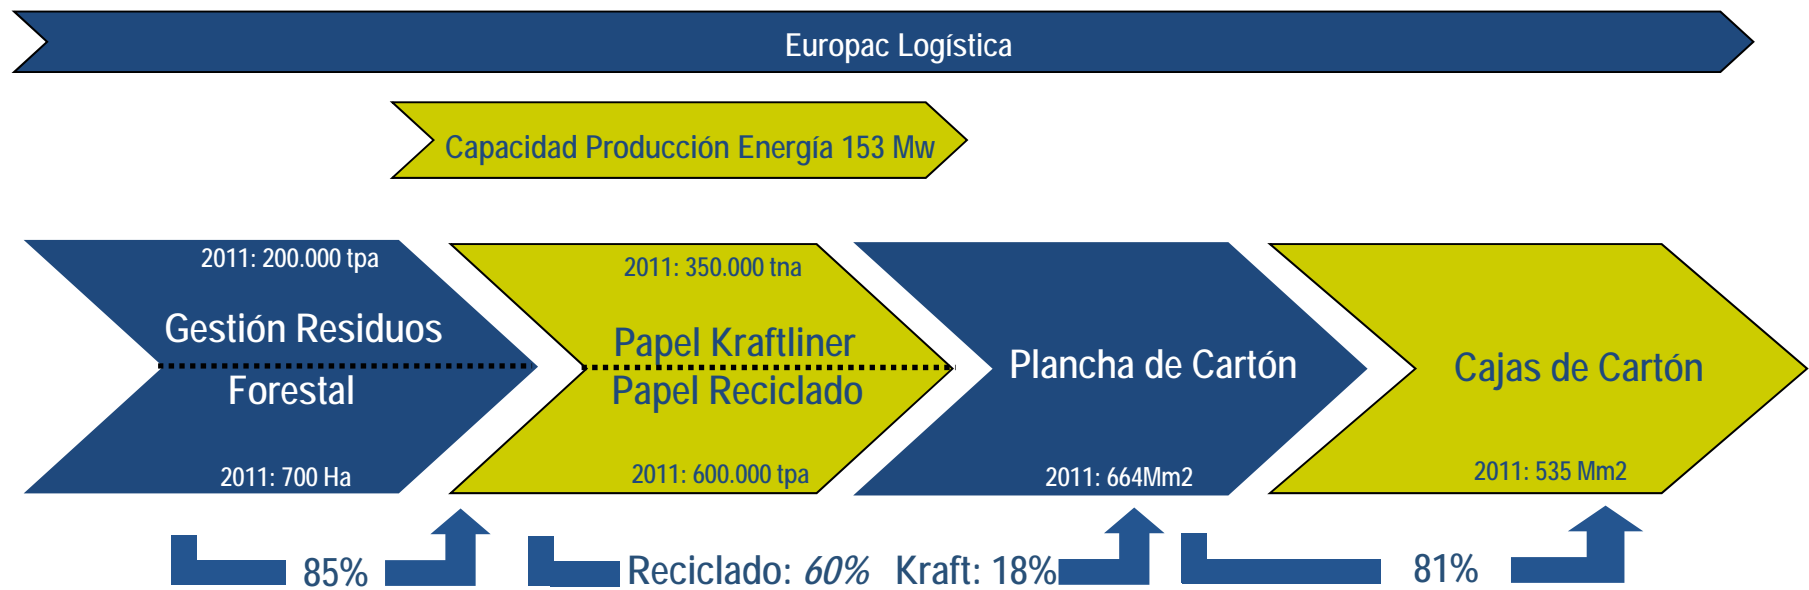 Europac Logística
Capacidad Producción Energía 153 Mw
2011: 200.000 tpa
Gestión Residuos
Forestal
2011: 700 Ha
2011: 350.000 tna
Papel Kraftliner
Papel Reciclado
2011: 600.000 tpa
Plancha de Cartón
2011: 664Mm2
Cajas de Cartón
2011: 535 Mm2
85%
Reciclado: 60% Kraft: 18%
81%